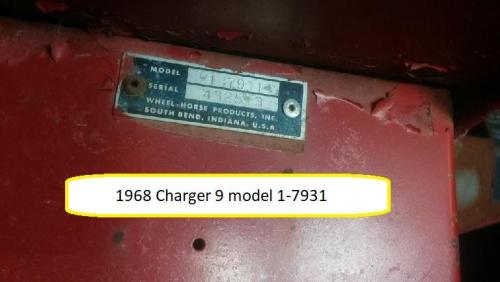 MODEL
SERIAL
WHEEL-HORSE PRODUCTS, INC.
SOUTH BEND, INDIANA, U.S.A.
1968 Charger 9 model 1-7931